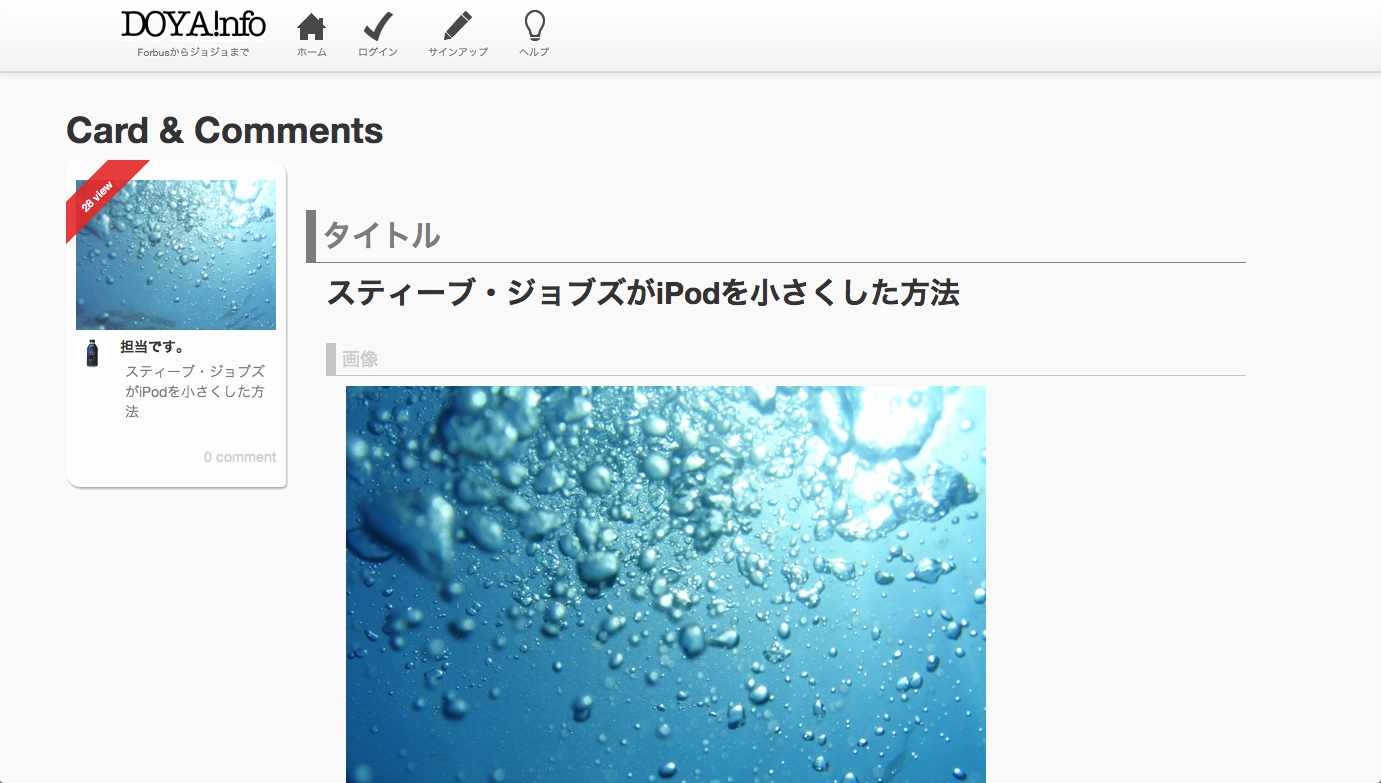 DOYA!nfo
Forbusからジョジョまで
ホーム
ログイン
サインアップ
ヘルプ
Card & Comments
28 view
担当です。
スティーブ・ジョブズ
がiPodを小さくした方
法
0 comment
タイトル
スティーブ・ジョブズがiPodを小さくした方法
画像